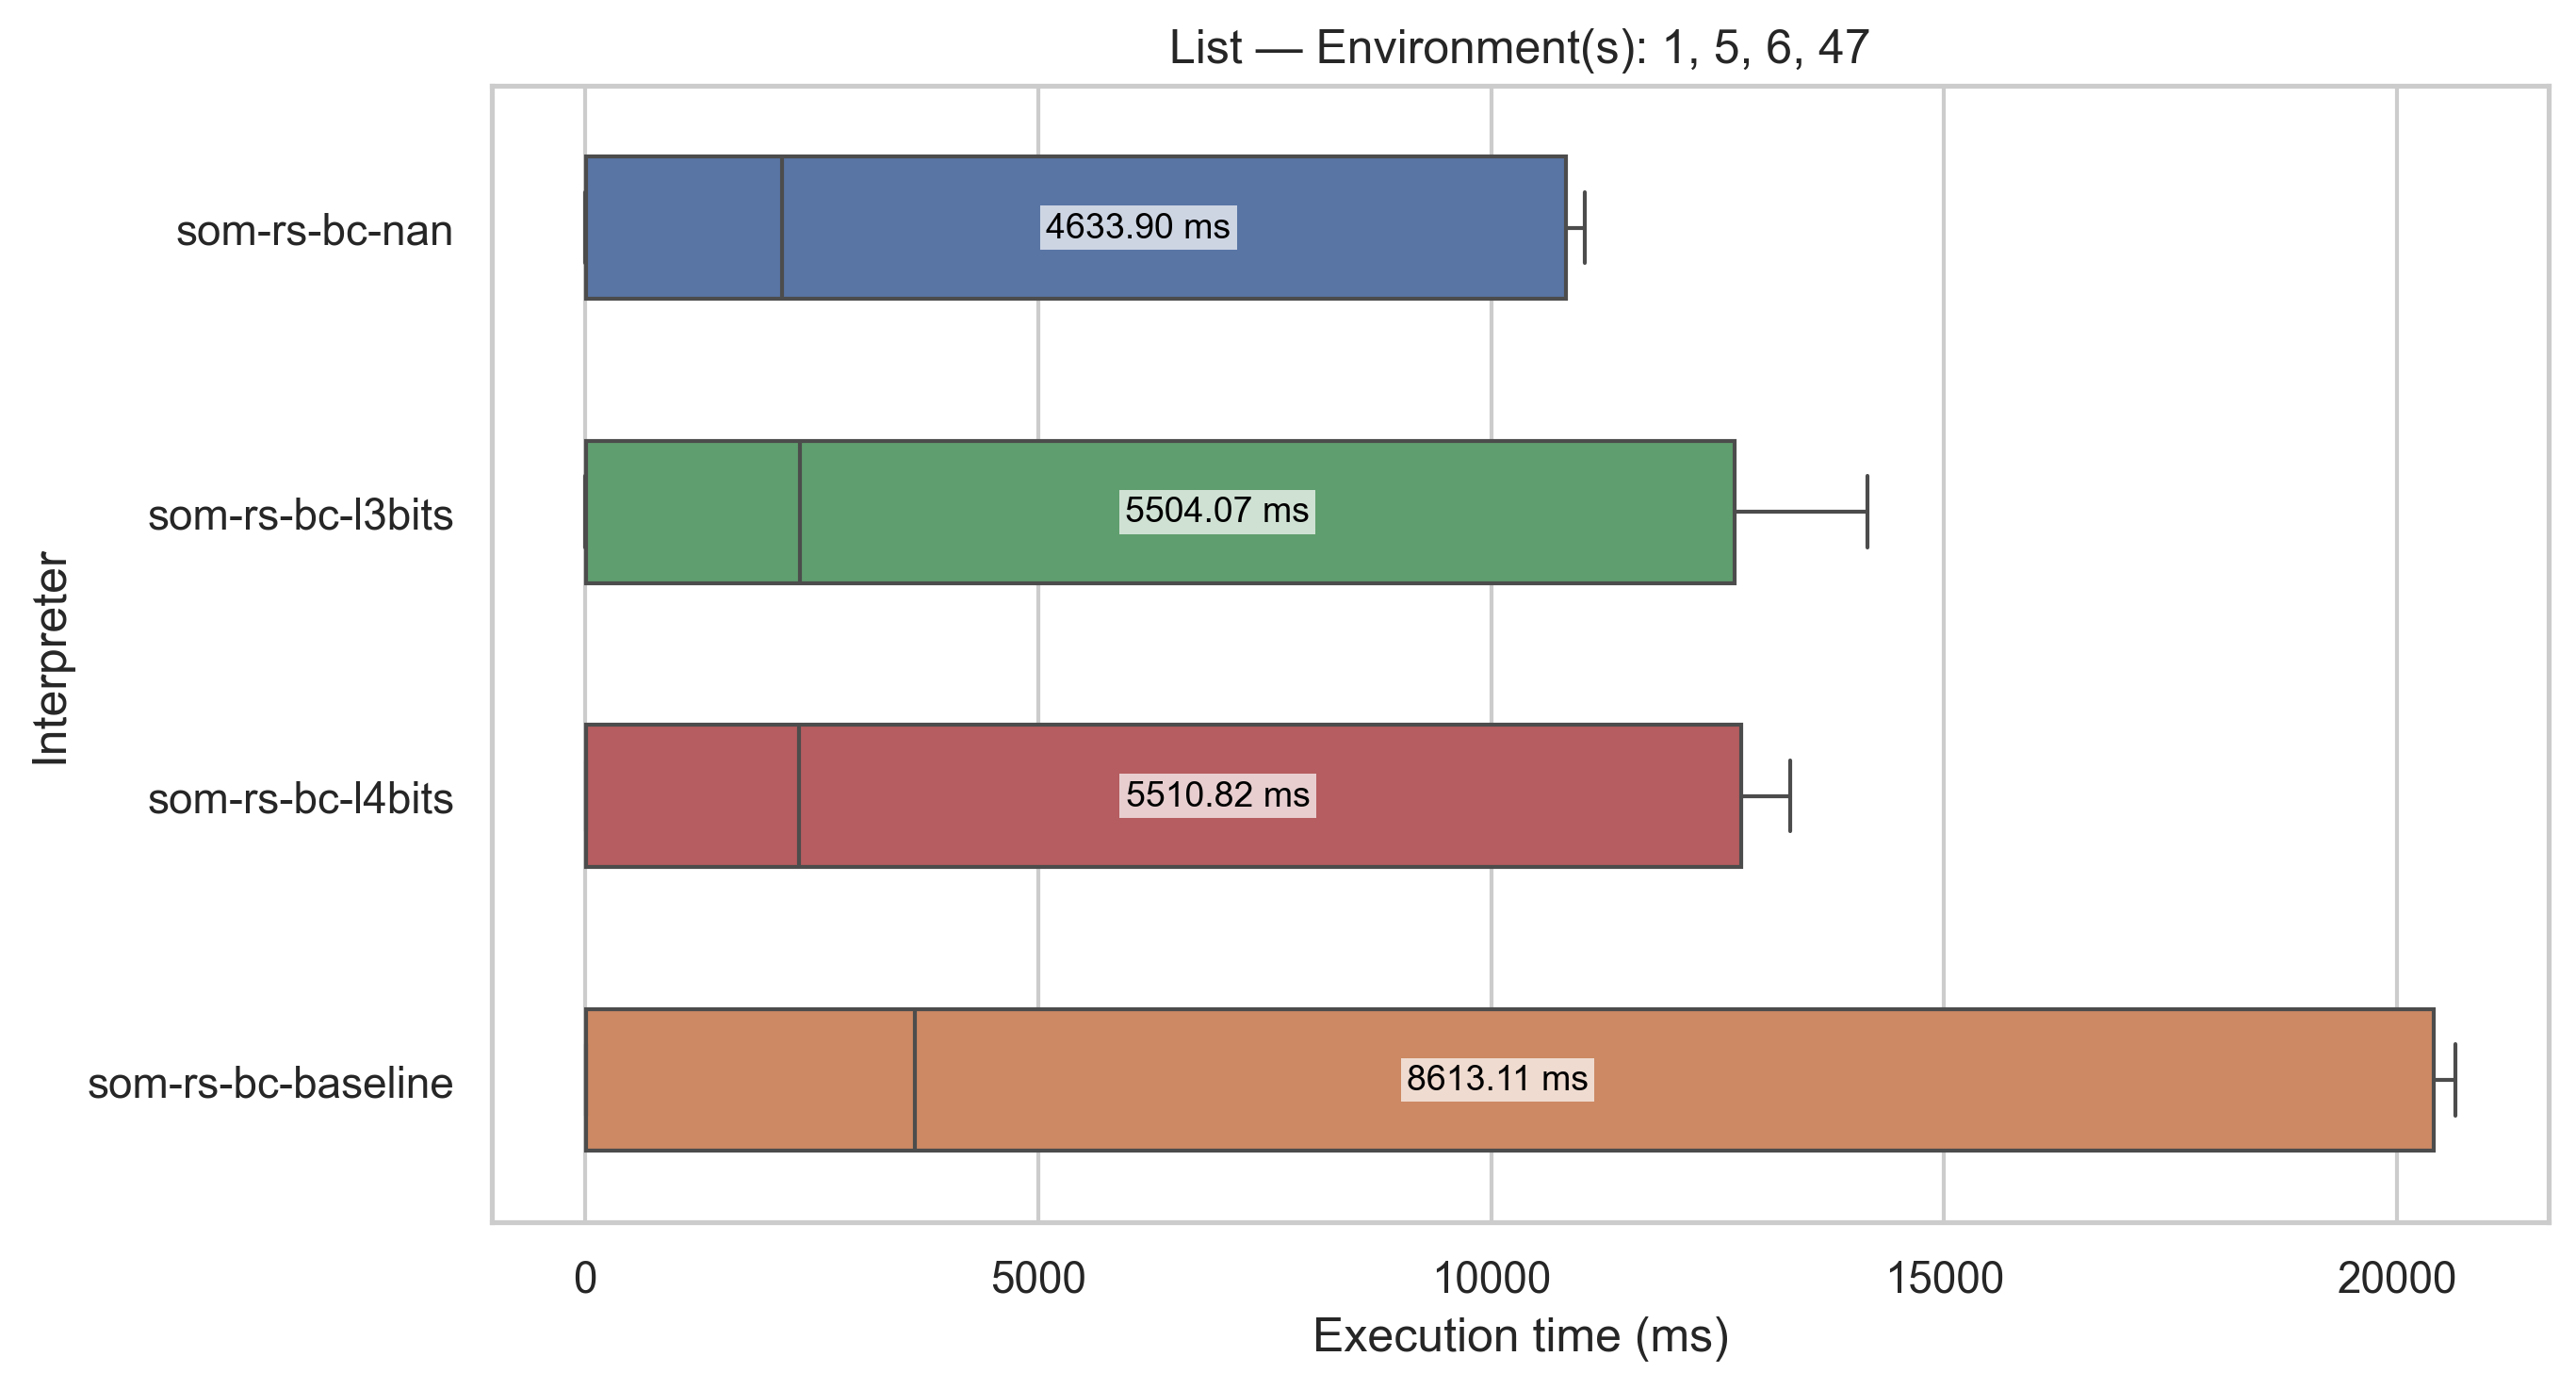 List — Environment(s): 1, 5, 6, 47
Interpreter
som-rs-bc-nan
4633.90 ms
som-rs-bc-l3bits
5504.07 ms
som-rs-bc-l4bits
5510.82 ms
som-rs-bc-baseline
8613.11 ms
0 5000 10000 15000 20000
Execution time (ms)